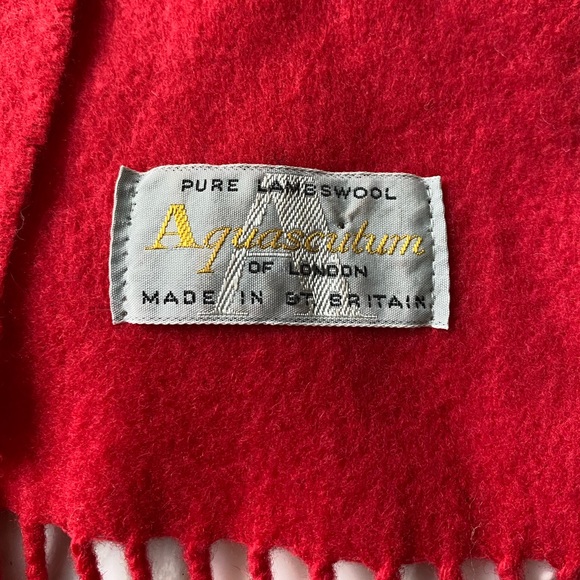 PURE LAMBSWOOL
Aquascutum
OF LONDON
MADE IN GT BRITAIN